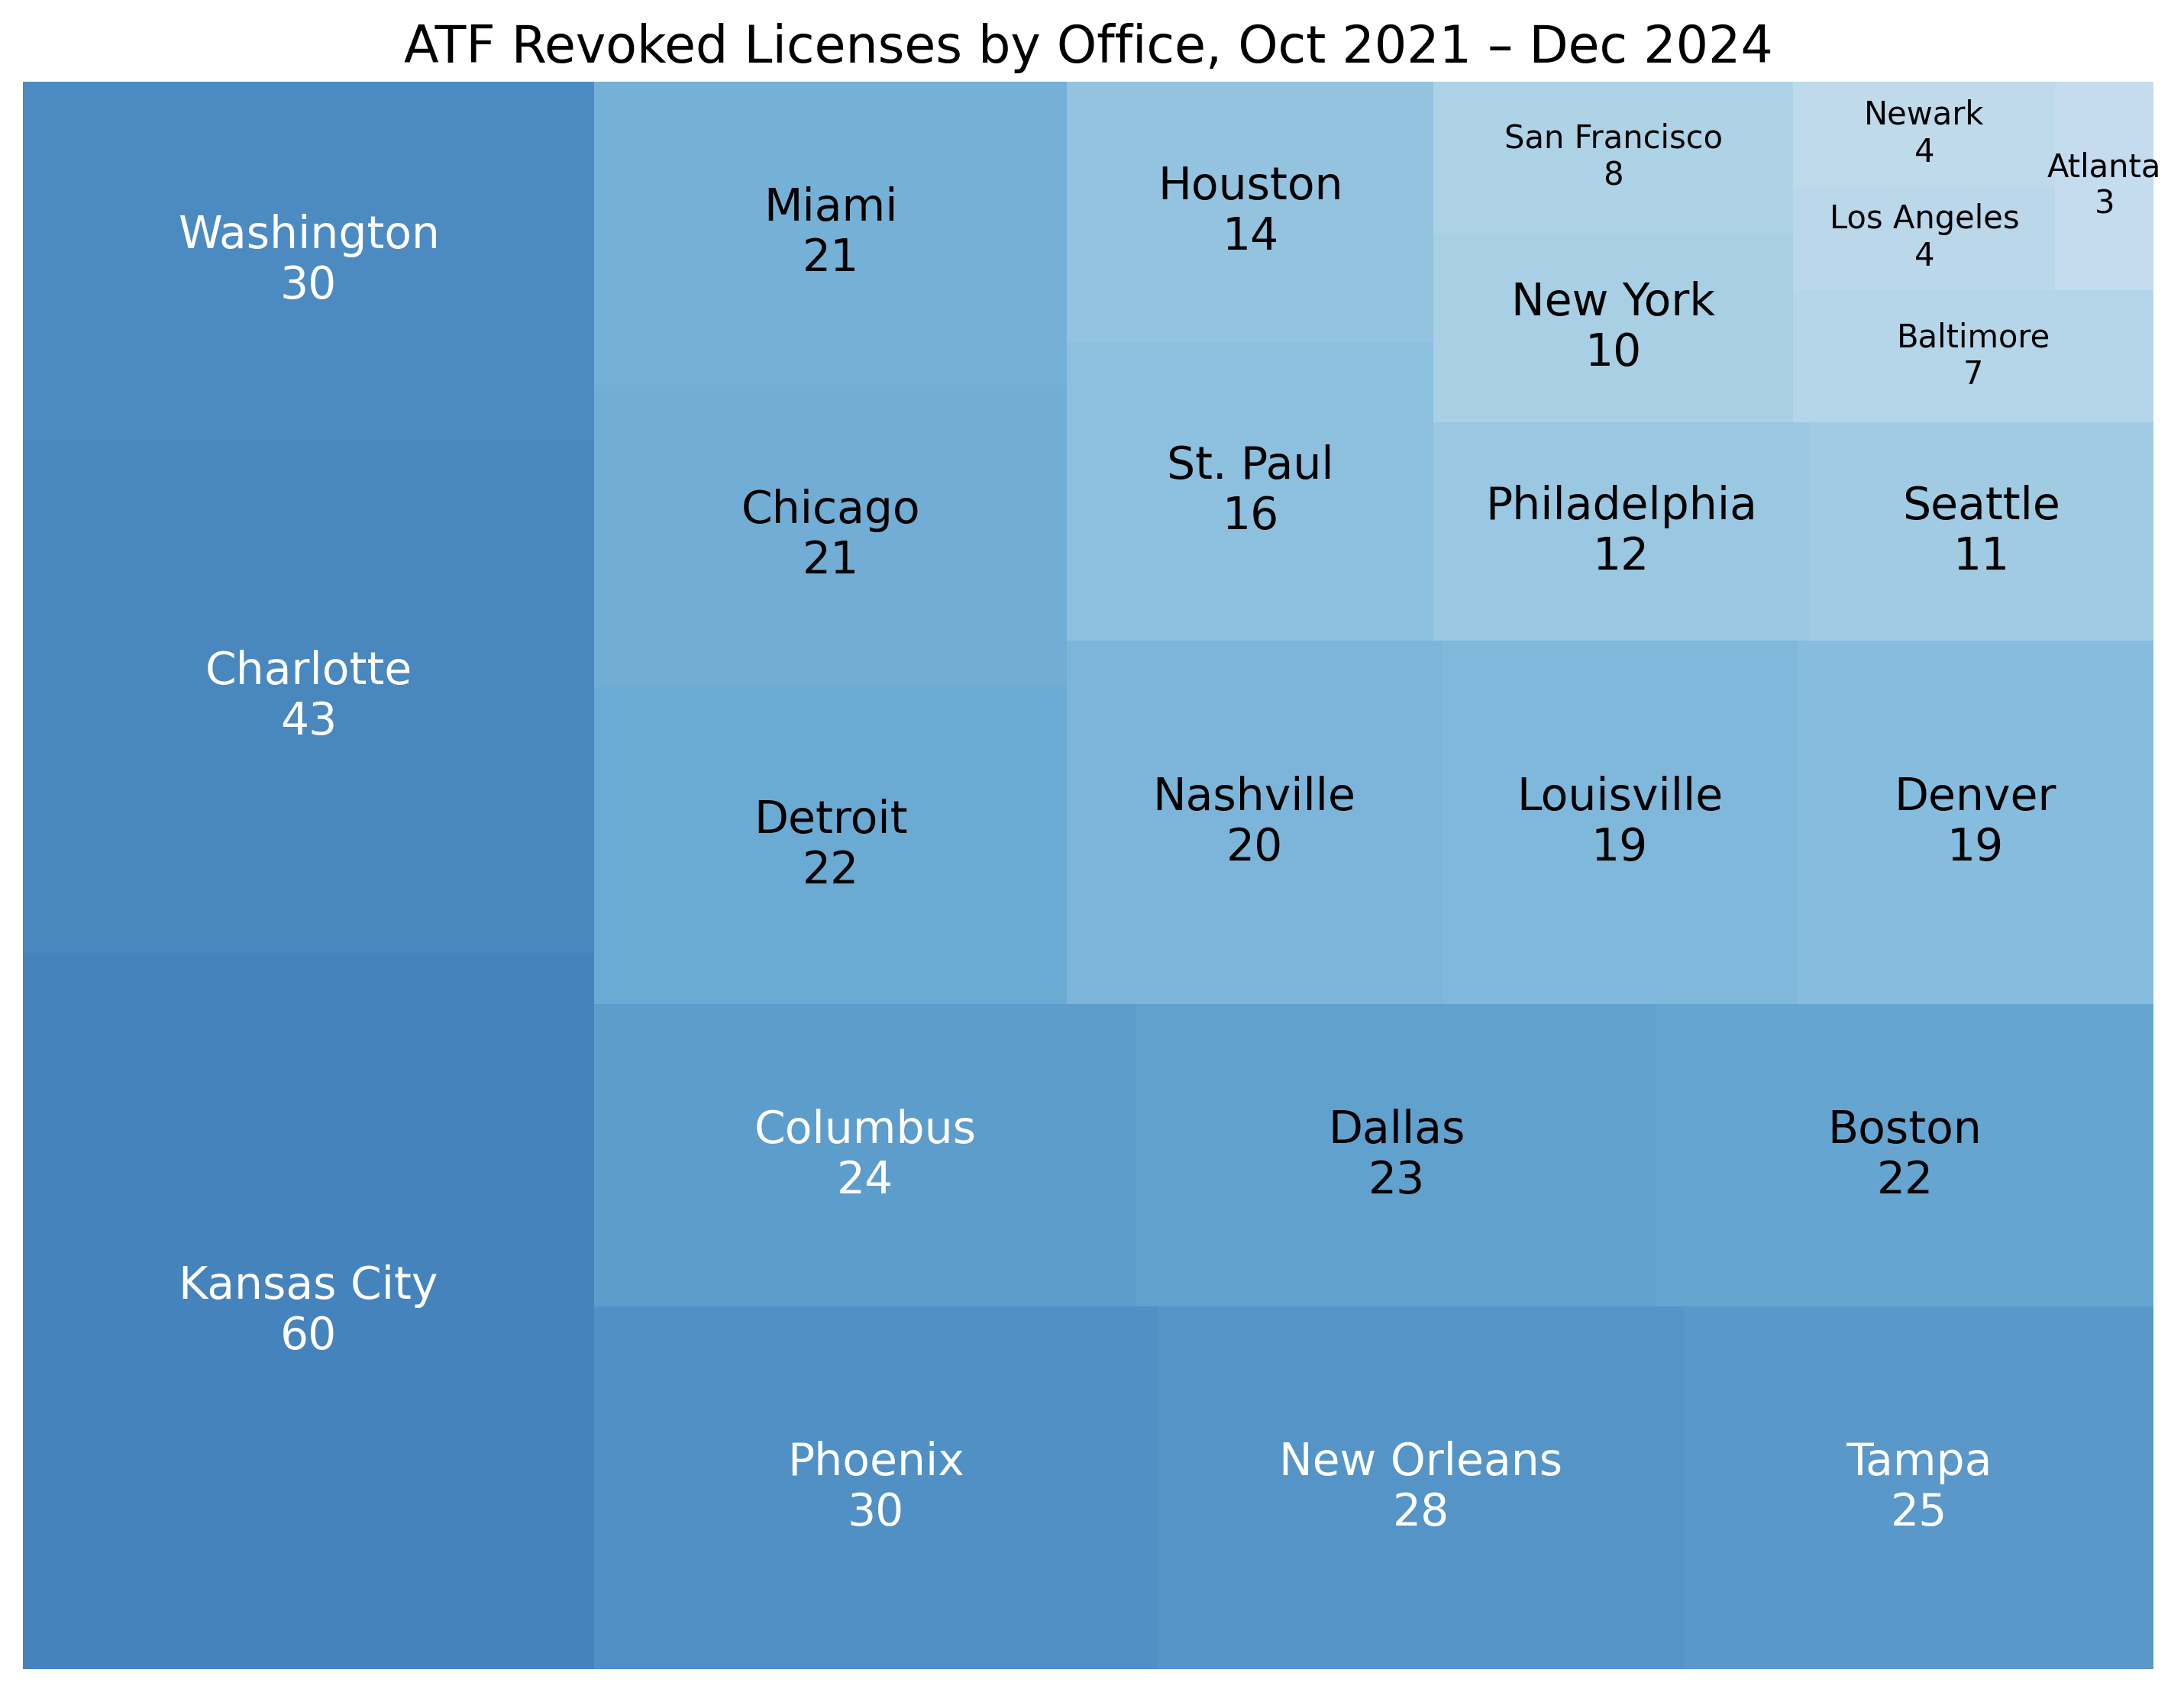 ATF Revoked Licenses by Office, Oct 2021 – Dec 2024
Washington
30
Charlotte
43
Kansas City
60
Miami
21
Chicago
21
Detroit
22
Houston
14
St. Paul
16
San Francisco
8
New York
10
Newark
4
Los Angeles
4
Atlanta
3
Baltimore
7
Philadelphia
12
Seattle
11
Nashville
20
Louisville
19
Denver
19
Columbus
24
Dallas
23
Boston
22
Phoenix
30
New Orleans
28
Tampa
25